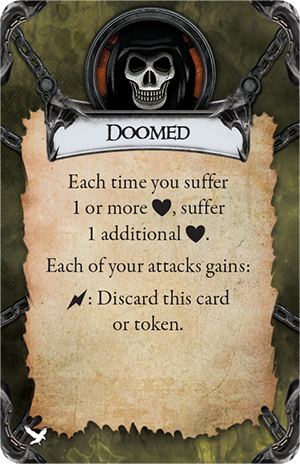 DOOMED
Each time you suffer
1 or more ♥, suffer
1 additional ♥.
Each of your attacks gains:
⚡: Discard this card
or token.